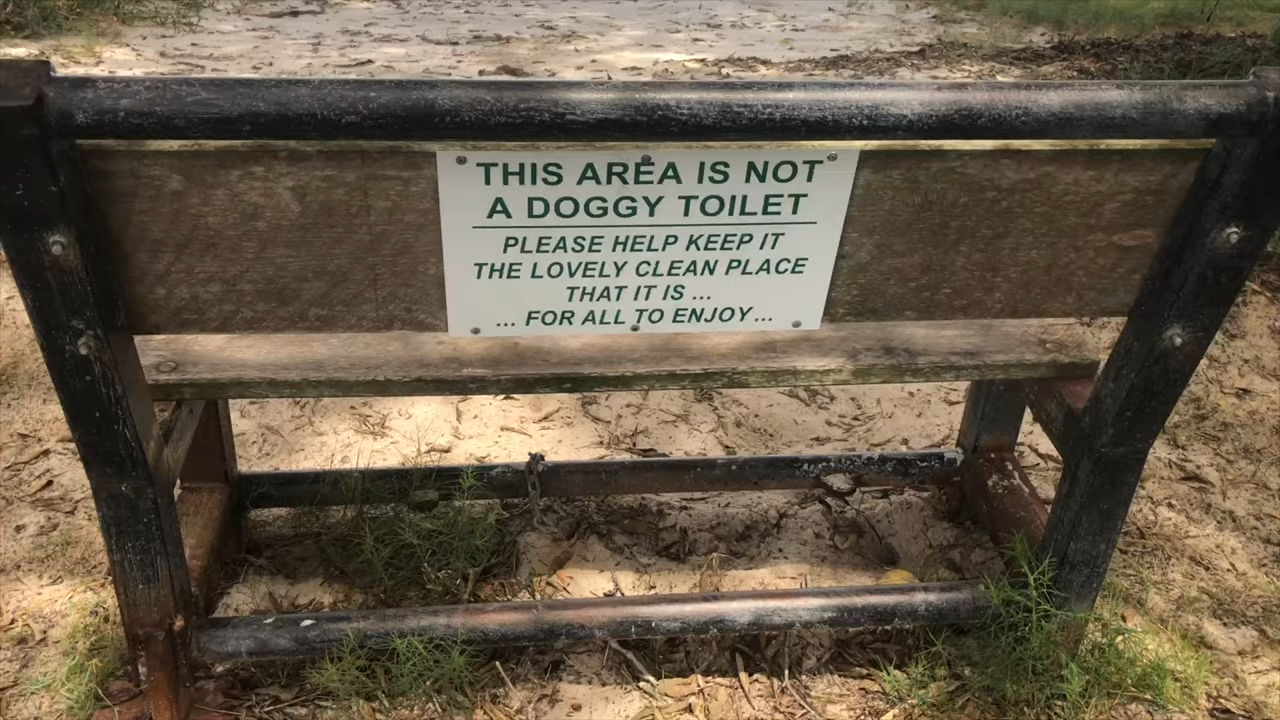 THIS AREA IS NOT
A DOGGY TOILET
PLEASE HELP KEEP IT
THE LOVELY CLEAN PLACE
THAT IT IS ...
... FOR ALL TO ENJOY...